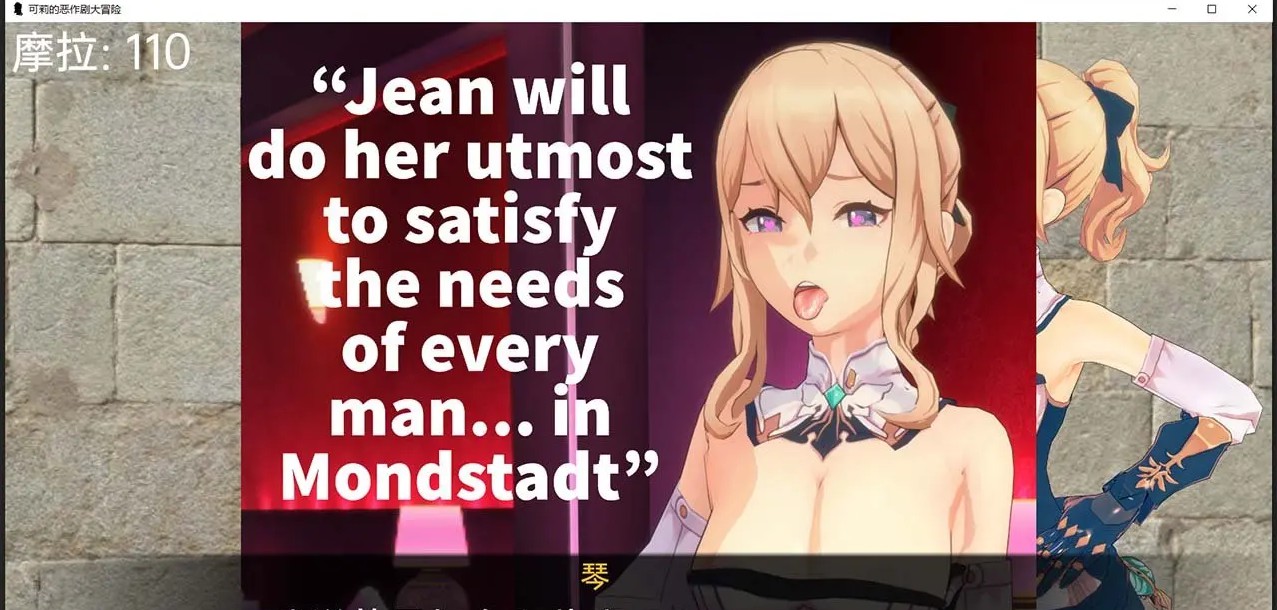 可莉的恶作剧大冒险
摩拉: 110
“Jean will
do her utmost
to satisfy
the needs
of every
man... in
Mondstadt”
琴